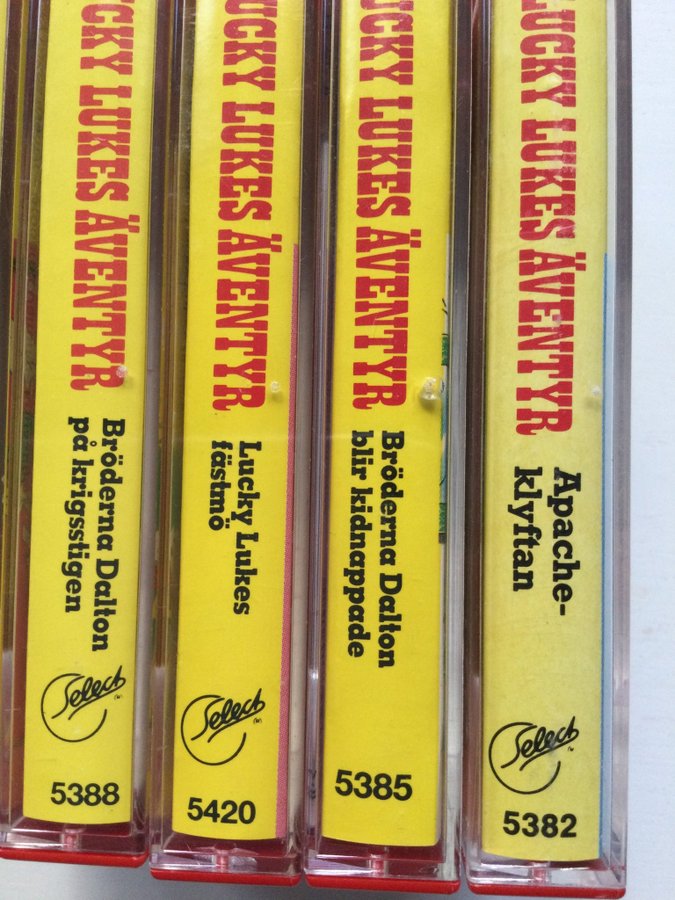 LUCKY LUKES ÄVENTYR
Bröderna Dalton
på krigsstigen
Select
5388
LUCKY LUKES ÄVENTYR
Lucky Lukes
fästmö
Select
5420
LUCKY LUKES ÄVENTYR
Bröderna Dalton
blir kidnappade
5385
LUCKY LUKES ÄVENTYR
Apache-
klyftan
Select
5382